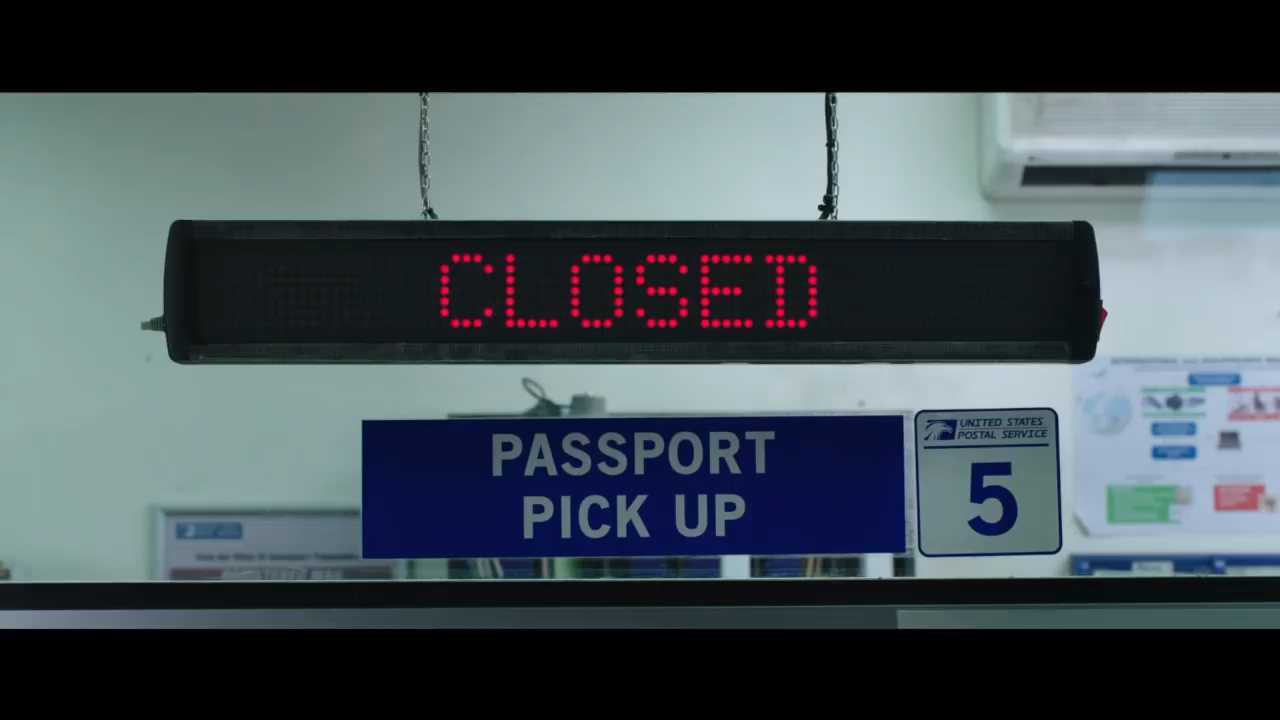 CLOSED
PASSPORT
PICK UP
UNITED STATES
POSTAL SERVICE
5